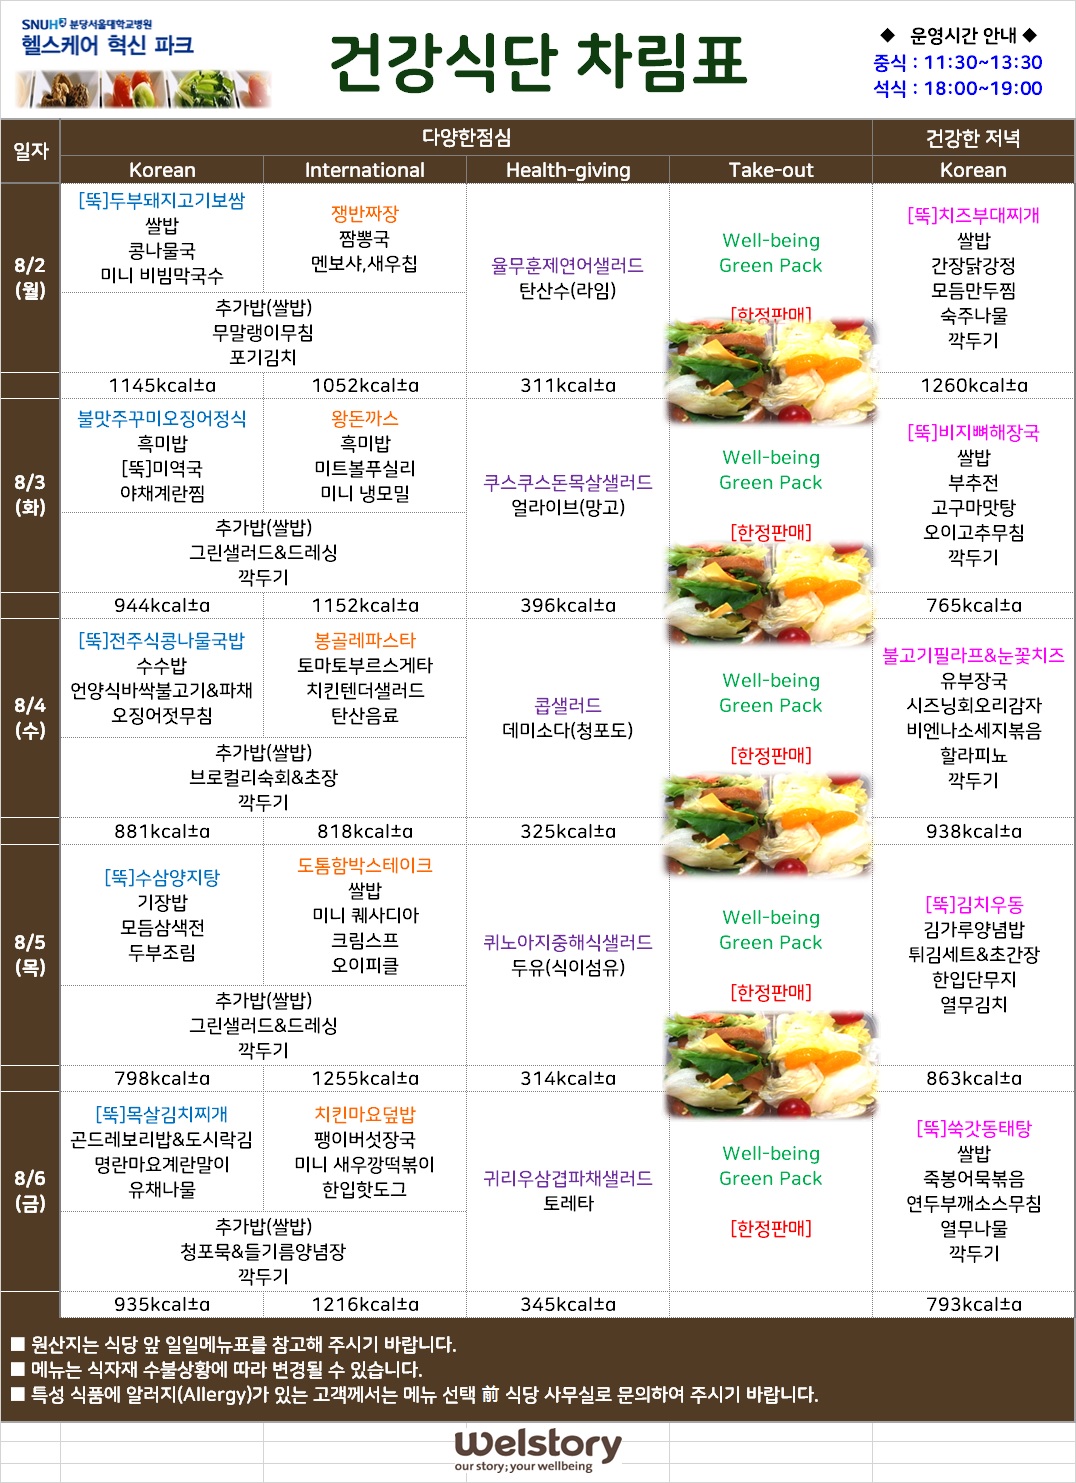 SNUH 분당서울대학교병원
헬스케어 혁신 파크
건강식단 차림표
◆ 운영시간 안내 ◆
중식 : 11:30~13:30
석식 : 18:00~19:00
일자
다양한점심
건강한 저녁
Korean
International
Health-giving
Take-out
Korean
8/2
(월)
[뚝]두부돼지고기보쌈
쌀밥
콩나물국
미니 비빔막국수
쟁반짜장
짬뽕국
멘보샤,새우칩
추가밥(쌀밥)
무말랭이무침
포기김치
율무훈제연어샐러드
탄산수(라임)
Well-being
Green Pack
[한정판매]
[뚝]치즈부대찌개
쌀밥
간장닭강정
모듬만두찜
숙주나물
깍두기
1145kcal±α
1052kcal±α
311kcal±α
1260kcal±α
8/3
(화)
불맛주꾸미오징어정식
흑미밥
[뚝]미역국
야채계란찜
왕돈까스
흑미밥
미트볼푸실리
미니 냉모밀
추가밥(쌀밥)
그린샐러드&드레싱
깍두기
쿠스쿠스돈목살샐러드
얼라이브(망고)
Well-being
Green Pack
[한정판매]
[뚝]비지뼈해장국
쌀밥
부추전
고구마맛탕
오이고추무침
깍두기
944kcal±α
1152kcal±α
396kcal±α
765kcal±α
8/4
(수)
[뚝]전주식콩나물국밥
수수밥
언양식바싹불고기&파채
오징어젓무침
봉골레파스타
토마토부르스게타
치킨텐더샐러드
탄산음료
추가밥(쌀밥)
브로컬리숙회&초장
깍두기
콥샐러드
데미소다(청포도)
Well-being
Green Pack
[한정판매]
불고기필라프&눈꽃치즈
유부장국
시즈닝회오리감자
비엔나소세지볶음
할라피뇨
깍두기
881kcal±α
818kcal±α
325kcal±α
938kcal±α
8/5
(목)
[뚝]수삼양지탕
기장밥
모듬삼색전
두부조림
도톰함박스테이크
쌀밥
미니 퀘사디아
크림스프
오이피클
추가밥(쌀밥)
그린샐러드&드레싱
깍두기
퀴노아지중해식샐러드
두유(식이섬유)
Well-being
Green Pack
[한정판매]
[뚝]김치우동
김가루양념밥
튀김세트&초간장
한입단무지
열무김치
798kcal±α
1255kcal±α
314kcal±α
863kcal±α
8/6
(금)
[뚝]목살김치찌개
곤드레보리밥&도시락김
명란마요계란말이
유채나물
치킨마요덮밥
팽이버섯장국
미니 새우깡떡볶이
한입핫도그
추가밥(쌀밥)
청포묵&들기름양념장
깍두기
귀리우삼겹파채샐러드
토레타
Well-being
Green Pack
[한정판매]
[뚝]쑥갓동태탕
쌀밥
죽봉어묵볶음
연두부깨소스무침
열무나물
깍두기
935kcal±α
1216kcal±α
345kcal±α
793kcal±α
■ 원산지는 식당 앞 일일메뉴표를 참고해 주시기 바랍니다.
■ 메뉴는 식자재 수불상황에 따라 변경될 수 있습니다.
■ 특성 식품에 알러지(Allergy)가 있는 고객께서는 메뉴 선택 前 식당 사무실로 문의하여 주시기 바랍니다.
welstory
our story; your wellbeing